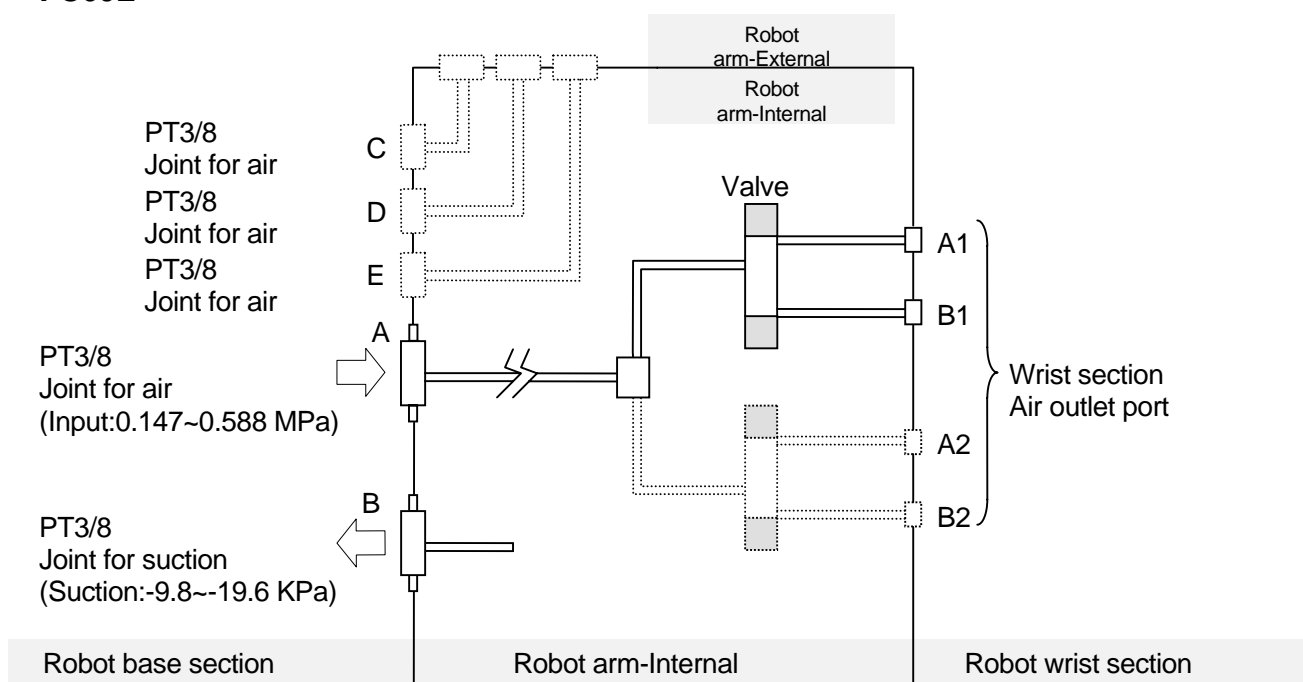 Robot
arm-External
Robot
arm-Internal
PT3/8
Joint for air
C
PT3/8
Joint for air
D
PT3/8
Joint for air
E
Valve
A1
B1
A
PT3/8
Joint for air
(Input:0.147~0.588 MPa)
Wrist section
Air outlet port
A2
B2
B
PT3/8
Joint for suction
(Suction:-9.8~-19.6 KPa)
Robot base section
Robot arm-Internal
Robot wrist section